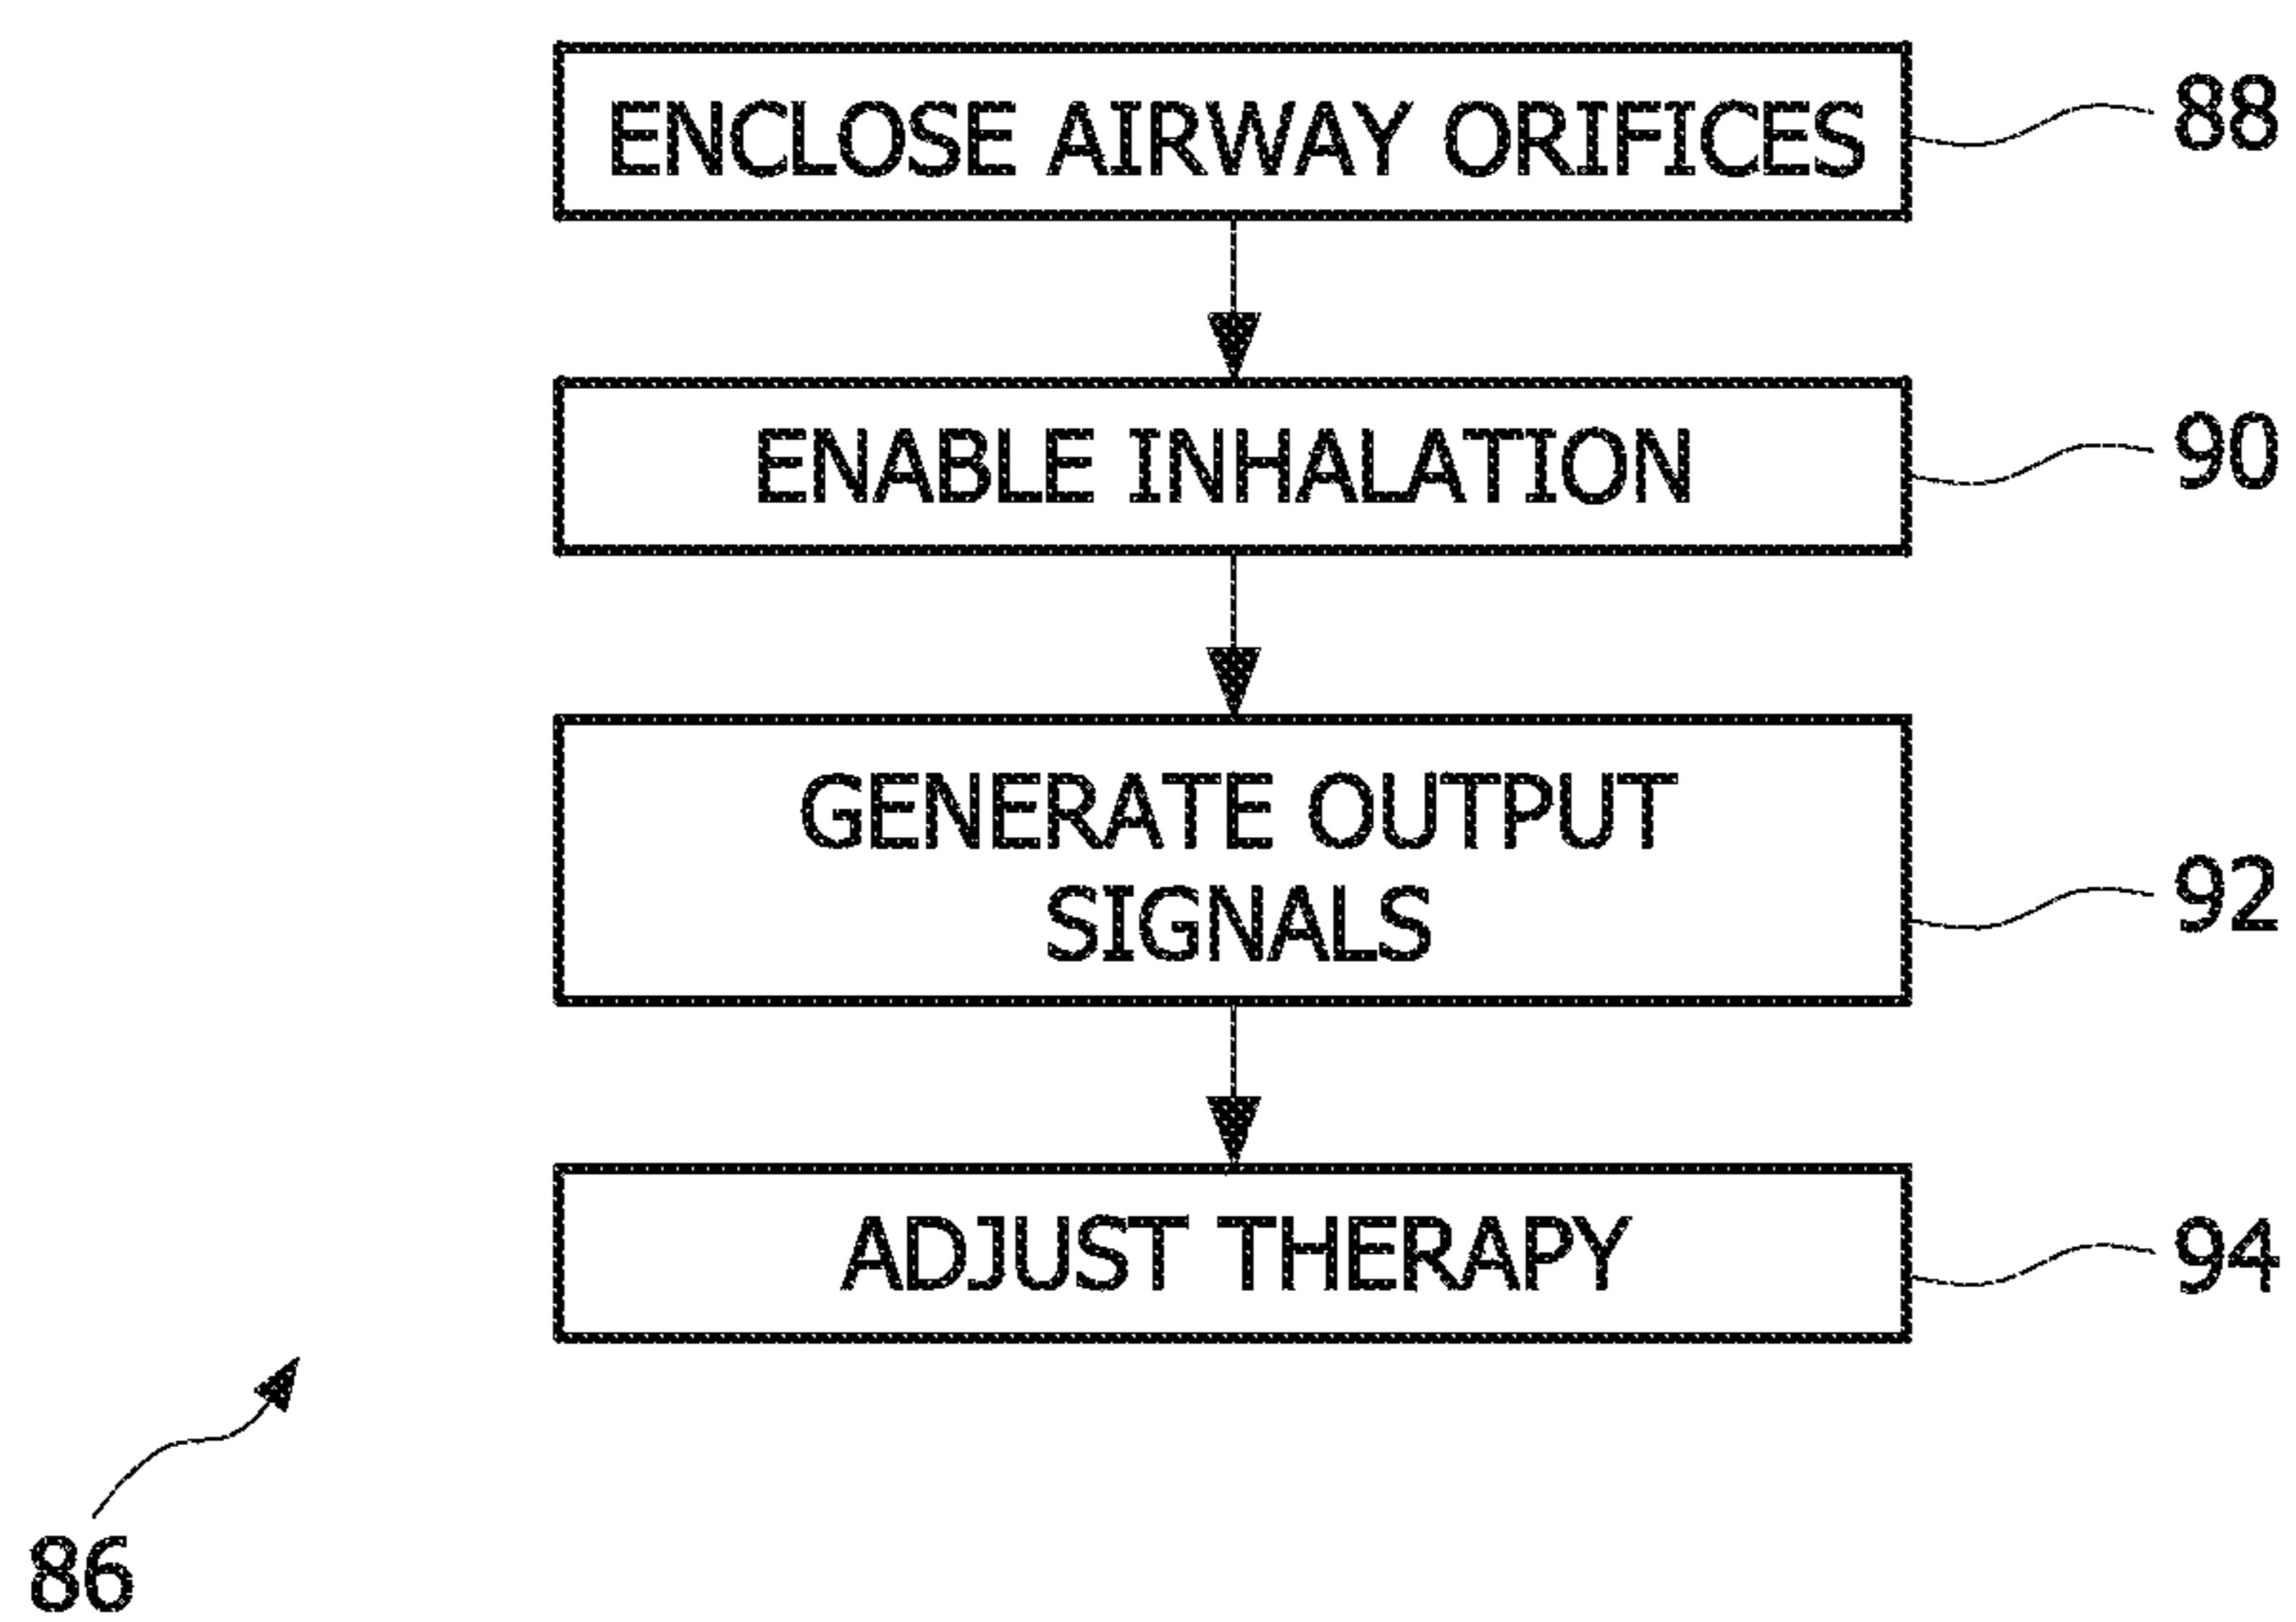 ENCLOSE AIRWAY ORIFICES
88
ENABLE INHALATION
90
GENERATE OUTPUT
SIGNALS
92
ADJUST THERAPY
94
86